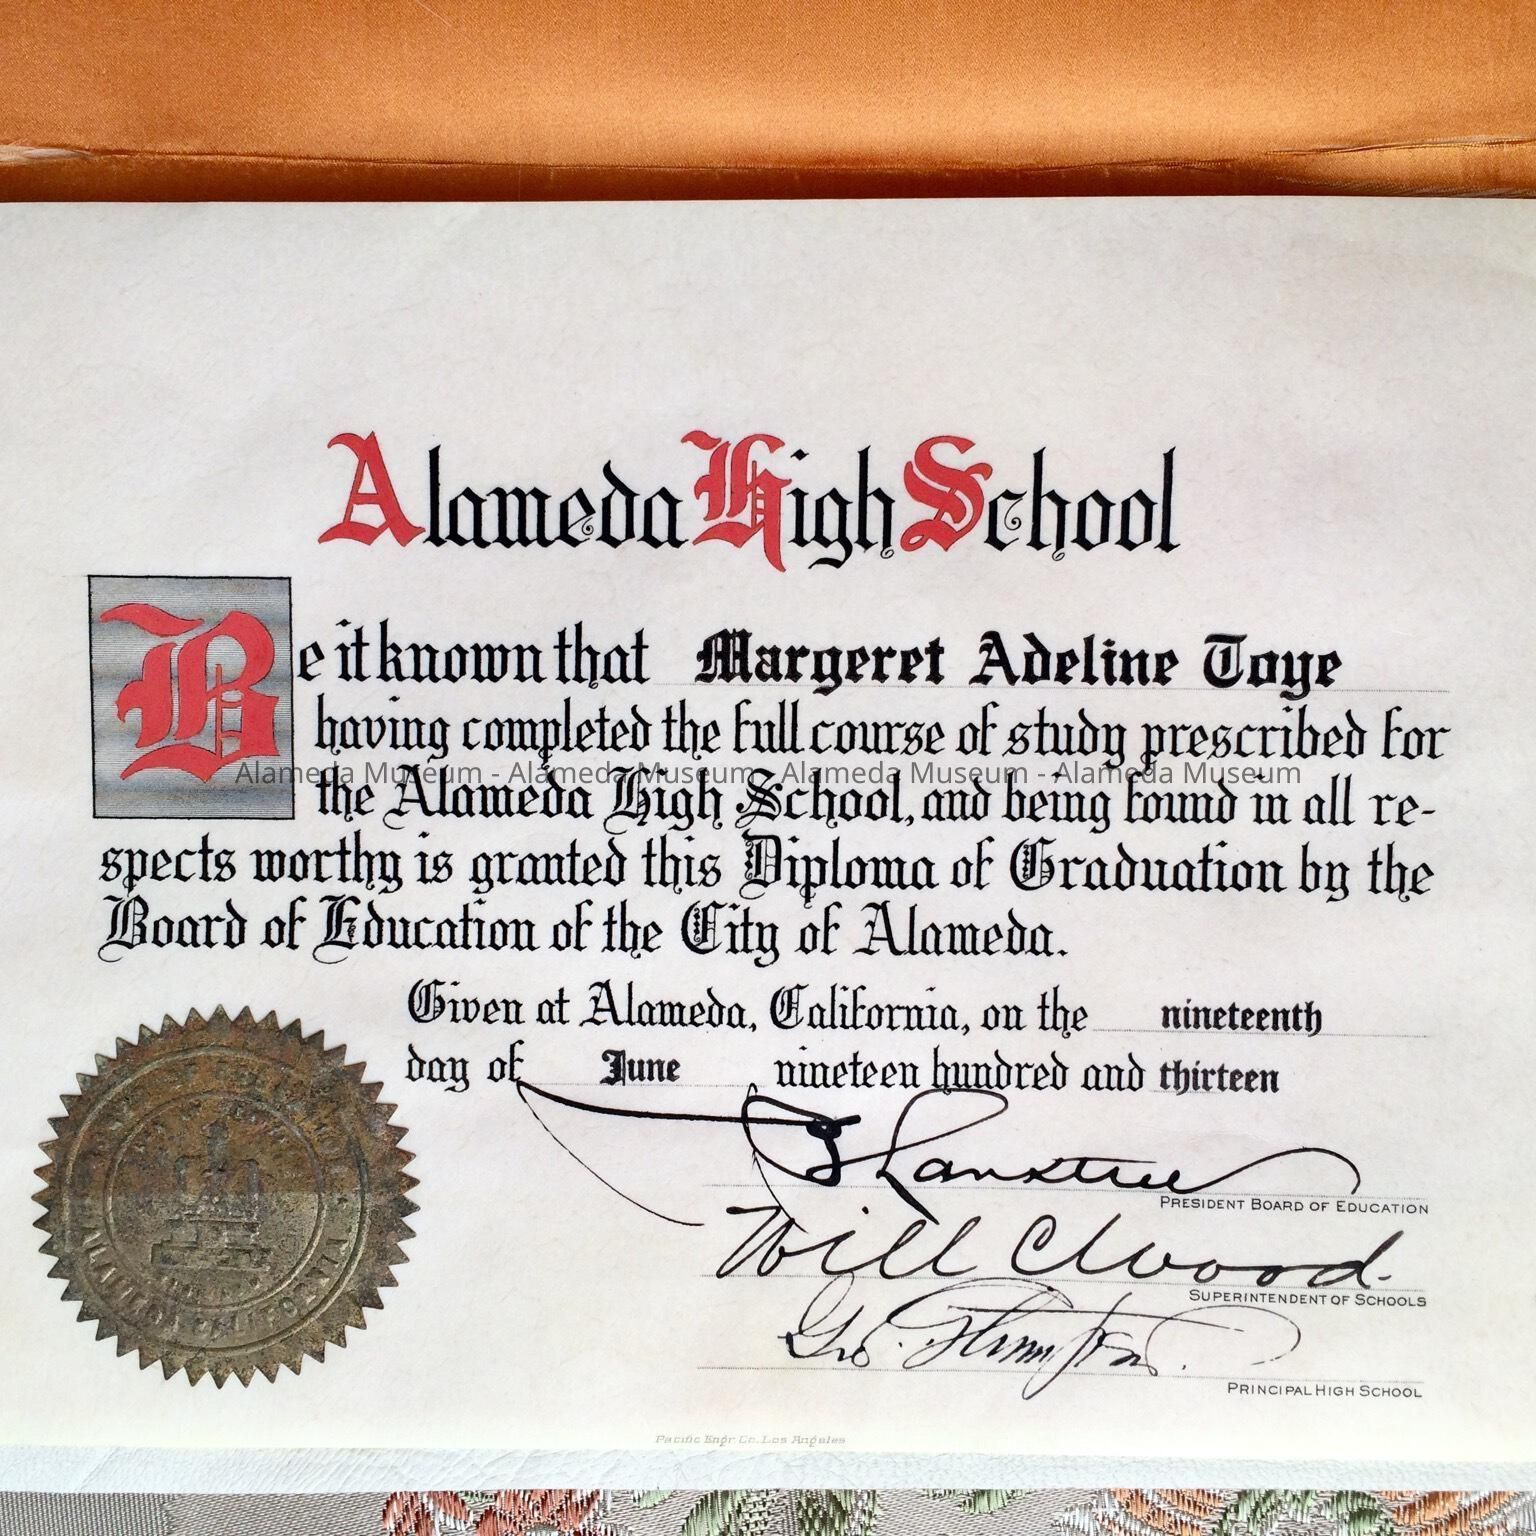 Alameda High School
Be it known that Margeret Adeline Toye
having completed the full course of study prescribed for
Alameda Museum - Alameda Museum - Alameda Museum - Alameda Museum
the Alameda High School, and being found in all re-
spects worthy is granted this Diploma of Graduation by the
Board of Education of the City of Alameda.
Given at Alameda, California, on the nineteenth
day of June nineteen hundred and thirteen
PRESIDENT BOARD OF EDUCATION
Will C Wood.
SUPERINTENDENT OF SCHOOLS
Geo. Thompson.
PRINCIPAL HIGH SCHOOL
Pacific Engr. Co. Los Angeles